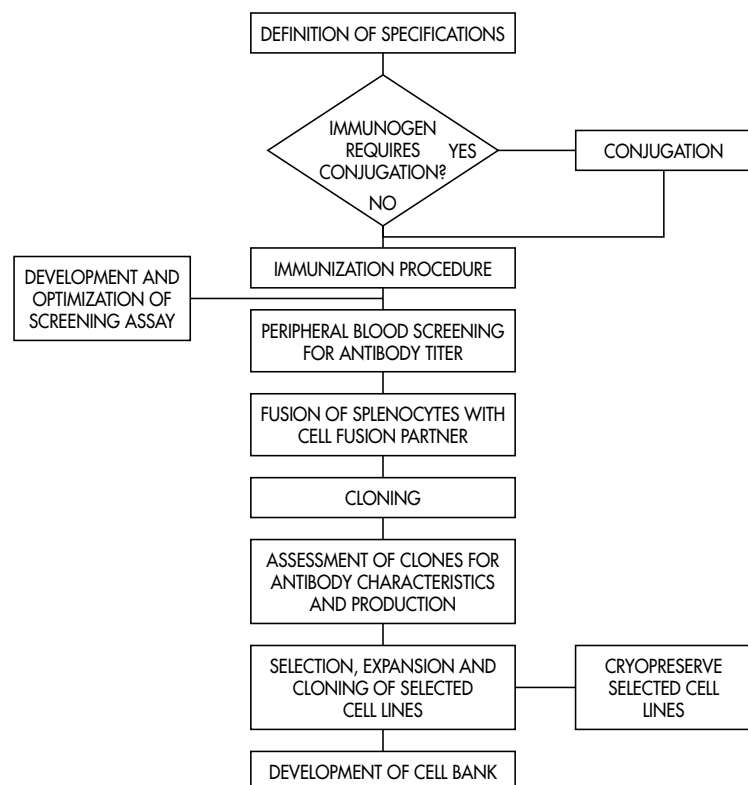 DEFINITION OF SPECIFICATIONS
IMMUNOGEN
REQUIRES
CONJUGATION?
YES
NO
CONJUGATION
IMMUNIZATION PROCEDURE
DEVELOPMENT AND
OPTIMIZATION OF
SCREENING ASSAY
PERIPHERAL BLOOD SCREENING
FOR ANTIBODY TITER
FUSION OF SPLENOCYTES WITH
CELL FUSION PARTNER
CLONING
ASSESSMENT OF CLONES FOR
ANTIBODY CHARACTERISTICS
AND PRODUCTION
SELECTION, EXPANSION AND
CLONING OF SELECTED
CELL LINES
CRYOPRESERVE
SELECTED CELL
LINES
DEVELOPMENT OF CELL BANK